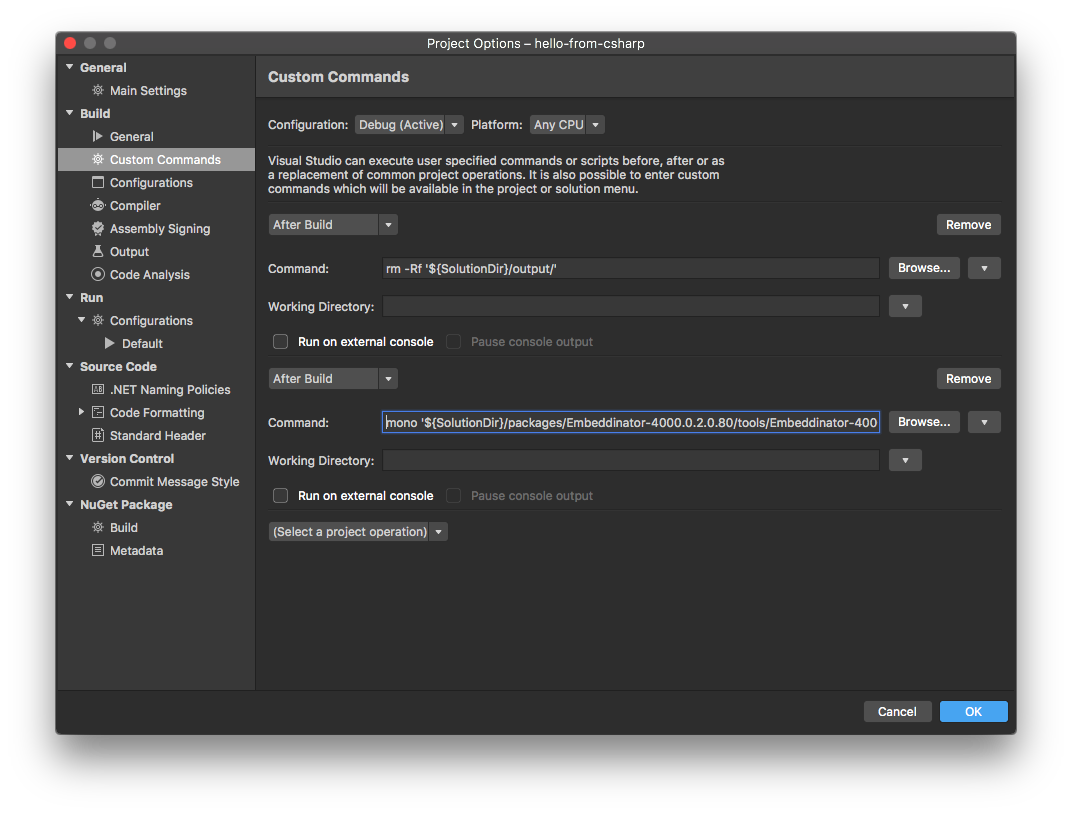 Project Options – hello-from-csharp
General
Main Settings
Build
General
Custom Commands
Configurations
Compiler
Assembly Signing
Output
Code Analysis
Run
Configurations
Default
Source Code
.NET Naming Policies
Code Formatting
Standard Header
Version Control
Commit Message Style
NuGet Package
Build
Metadata
Custom Commands
Configuration: Debug (Active) Platform: Any CPU
Visual Studio can execute user specified commands or scripts before, after or as
a replacement of common project operations. It is also possible to enter custom
commands which will be available in the project or solution menu.
After Build Remove
Command: rm -Rf '${SolutionDir}/output/' Browse...
Working Directory:
Run on external console Pause console output
After Build Remove
Command: mono '${SolutionDir}/packages/Embeddinator-4000.0.2.0.80/tools/Embeddinator-400 Browse...
Working Directory:
Run on external console Pause console output
(Select a project operation)
Cancel OK